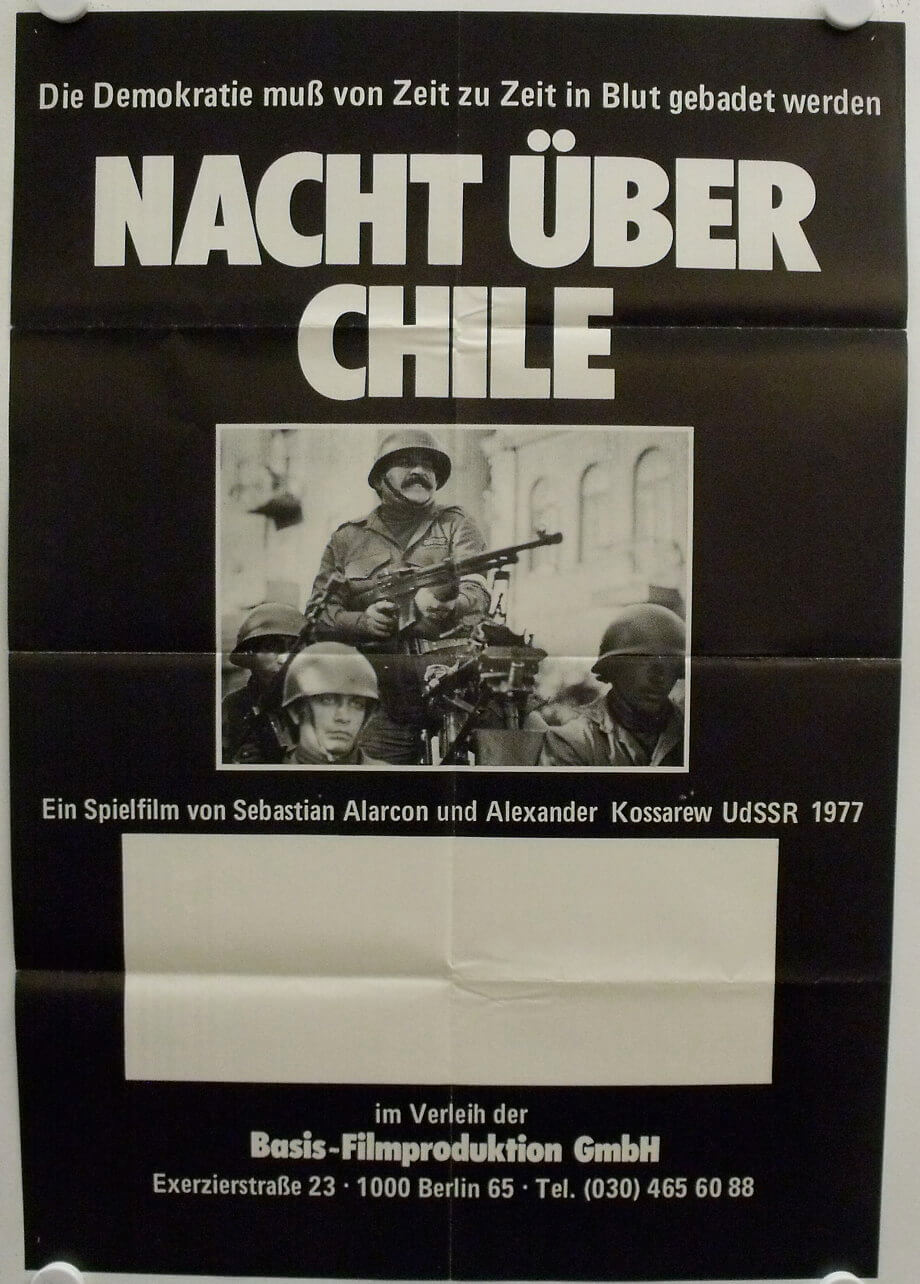 Die Demokratie muß von Zeit zu Zeit in Blut gebadet werden
NACHT ÜBER
CHILE
Ein Spielfilm von Sebastian Alarcon und Alexander Kossarew UdSSR 1977
im Verleih der
Basis-Filmproduktion GmbH
Exerzierstraße 23 · 1000 Berlin 65 · Tel. (030) 465 60 88